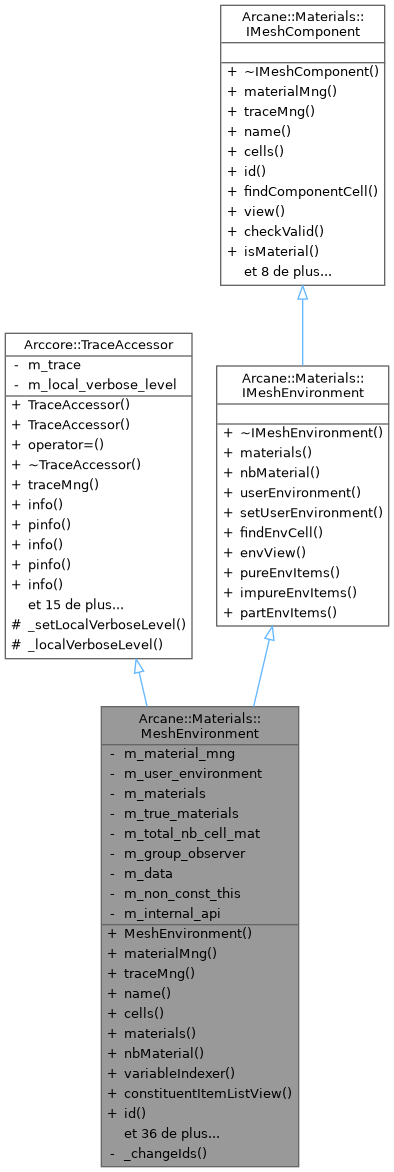 Arcane::Materials::
IMeshComponent
+ ~IMeshComponent()
+ materialMng()
+ traceMng()
+ name()
+ cells()
+ id()
+ findComponentCell()
+ view()
+ checkValid()
+ isMaterial()
et 8 de plus...
Arccore::TraceAccessor
- m_trace
- m_local_verbose_level
+ TraceAccessor()
+ TraceAccessor()
+ operator=()
+ ~TraceAccessor()
+ traceMng()
+ info()
+ pinfo()
+ info()
+ pinfo()
+ info()
et 15 de plus...
# _setLocalVerboseLevel()
# _localVerboseLevel()
Arcane::Materials::
IMeshEnvironment
+ ~IMeshEnvironment()
+ materials()
+ nbMaterial()
+ userEnvironment()
+ setUserEnvironment()
+ findEnvCell()
+ envView()
+ pureEnvItems()
+ impureEnvItems()
+ partEnvItems()
Arcane::Materials::
MeshEnvironment
- m_material_mng
- m_user_environment
- m_materials
- m_true_materials
- m_total_nb_cell_mat
- m_group_observer
- m_data
- m_non_const_this
- m_internal_api
+ MeshEnvironment()
+ materialMng()
+ traceMng()
+ name()
+ cells()
+ materials()
+ nbMaterial()
+ variableIndexer()
+ constituentItemListView()
+ id()
et 36 de plus...
- _changeIds()